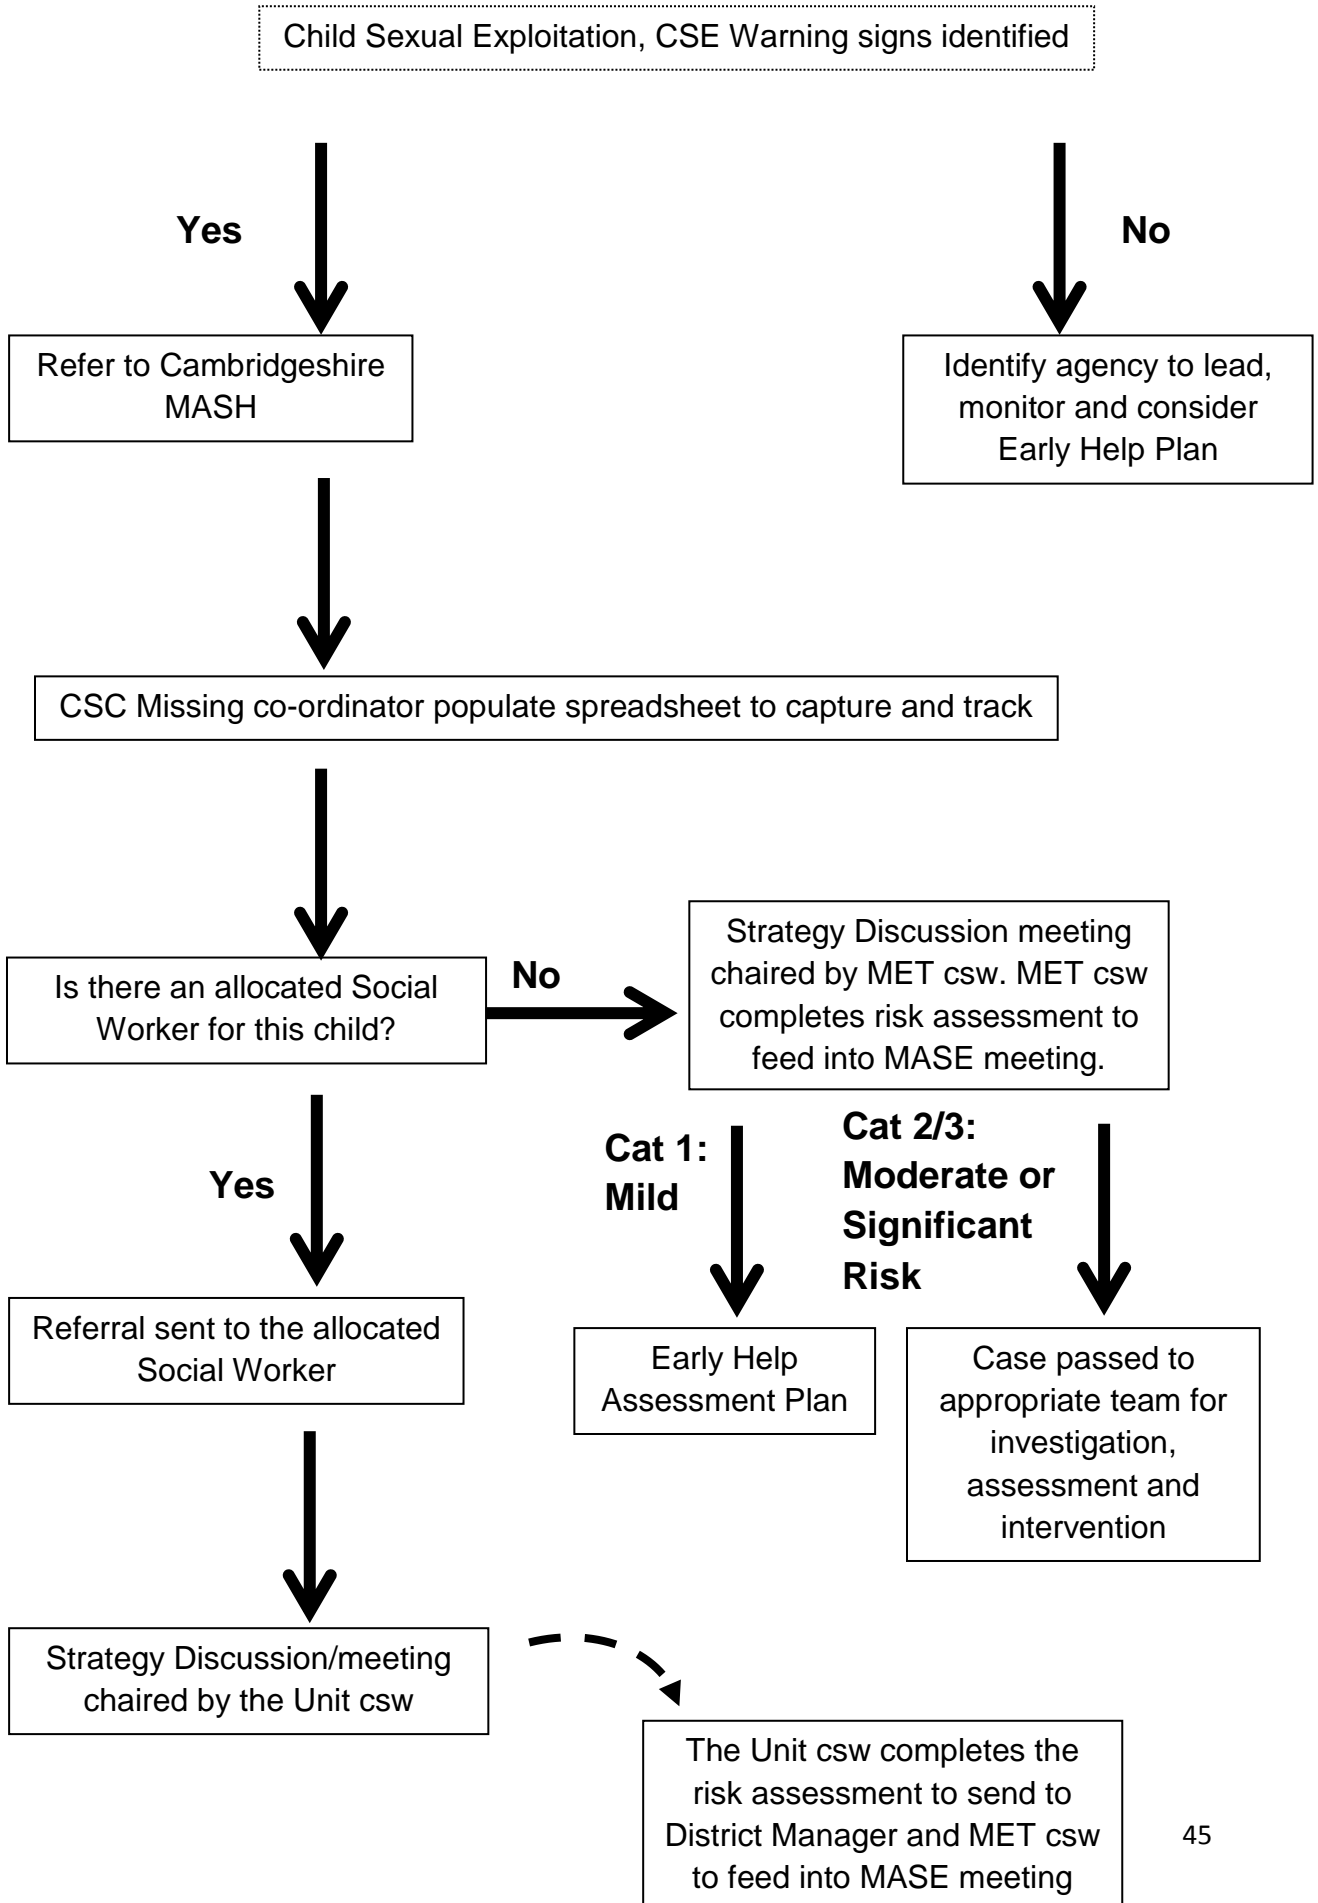 Child Sexual Exploitation, CSE Warning signs identified
Yes
No
Refer to Cambridgeshire
MASH
Identify agency to lead,
monitor and consider
Early Help Plan
CSC Missing co-ordinator populate spreadsheet to capture and track
Is there an allocated Social
Worker for this child?
No
Strategy Discussion meeting
chaired by MET csw. MET csw
completes risk assessment to
feed into MASE meeting.
Yes
Cat 1:
Mild
Cat 2/3:
Moderate or
Significant
Risk
Referral sent to the allocated
Social Worker
Early Help
Assessment Plan
Case passed to
appropriate team for
investigation,
assessment and
intervention
Strategy Discussion/meeting
chaired by the Unit csw
The Unit csw completes the
risk assessment to send to
District Manager and MET csw
to feed into MASE meeting
45